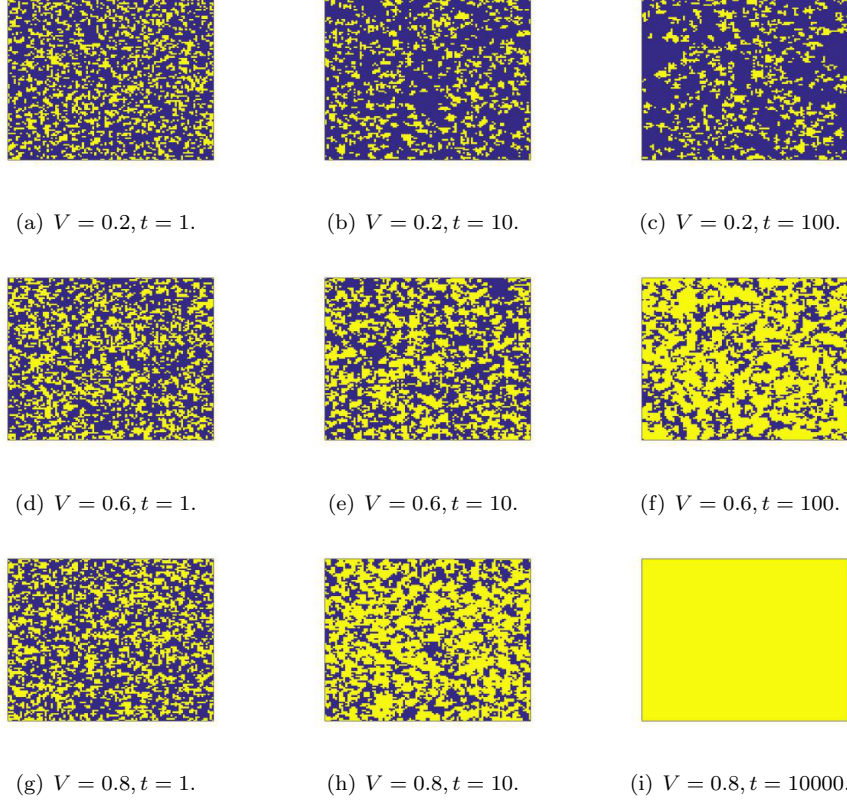 (a) V = 0.2, t = 1.
(b) V = 0.2, t = 10.
(c) V = 0.2, t = 100.
(d) V = 0.6, t = 1.
(e) V = 0.6, t = 10.
(f) V = 0.6, t = 100.
(g) V = 0.8, t = 1.
(h) V = 0.8, t = 10.
(i) V = 0.8, t = 10000.